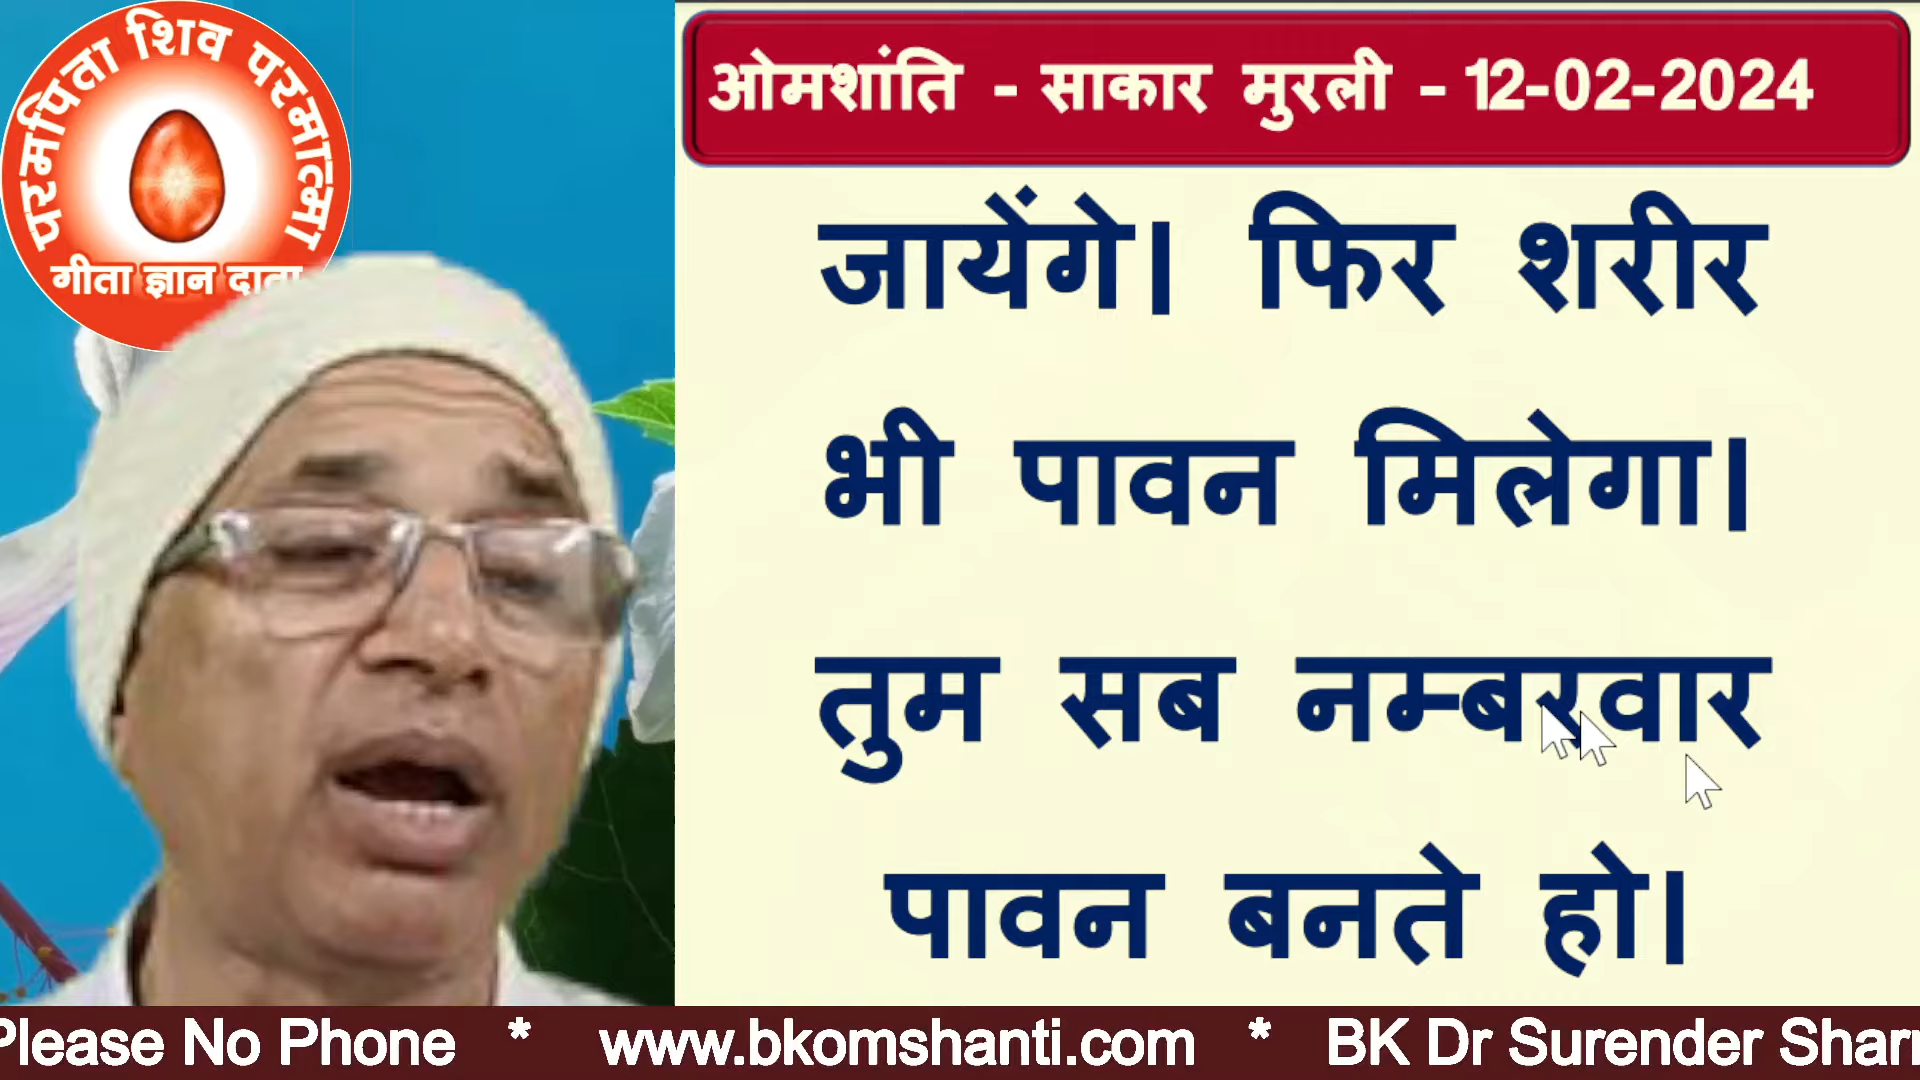 परमपिता शिव परमात्मा
गीता ज्ञान दाता
ओमशांति - साकार मुरली - 12-02-2024
जायेंगे। फिर शरीर
भी पावन मिलेगा।
तुम सब नम्बरवार
पावन बनते हो।
Please No Phone * www.bkomshanti.com * BK Dr Surender Shar